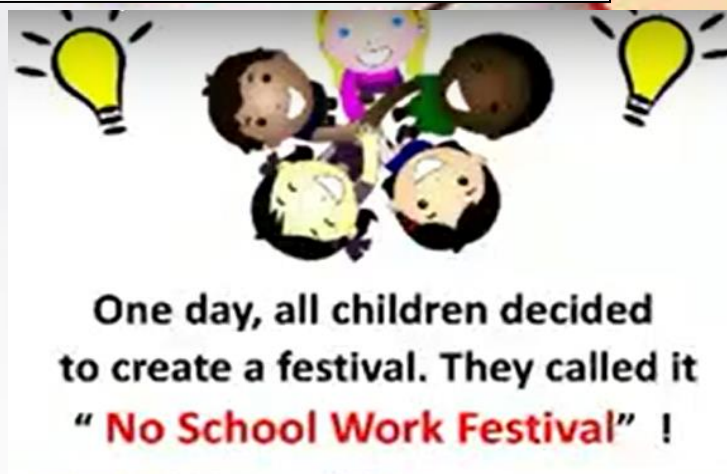 One day, all children decided
to create a festival. They called it
“ No School Work Festival” !